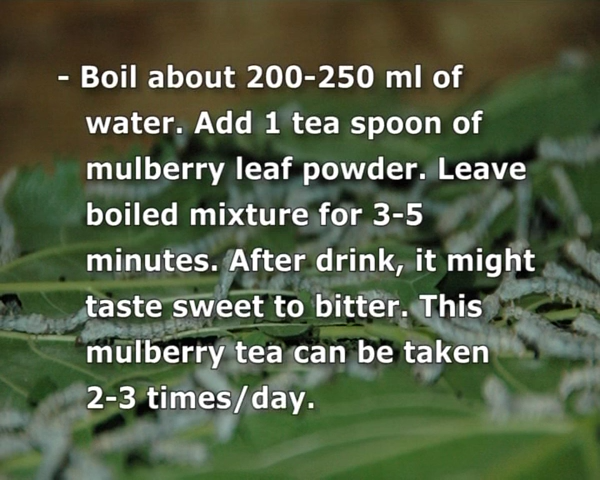 - Boil about 200-250 ml of
water. Add 1 tea spoon of
mulberry leaf powder. Leave
boiled mixture for 3-5
minutes. After drink, it might
taste sweet to bitter. This
mulberry tea can be taken
2-3 times/day.